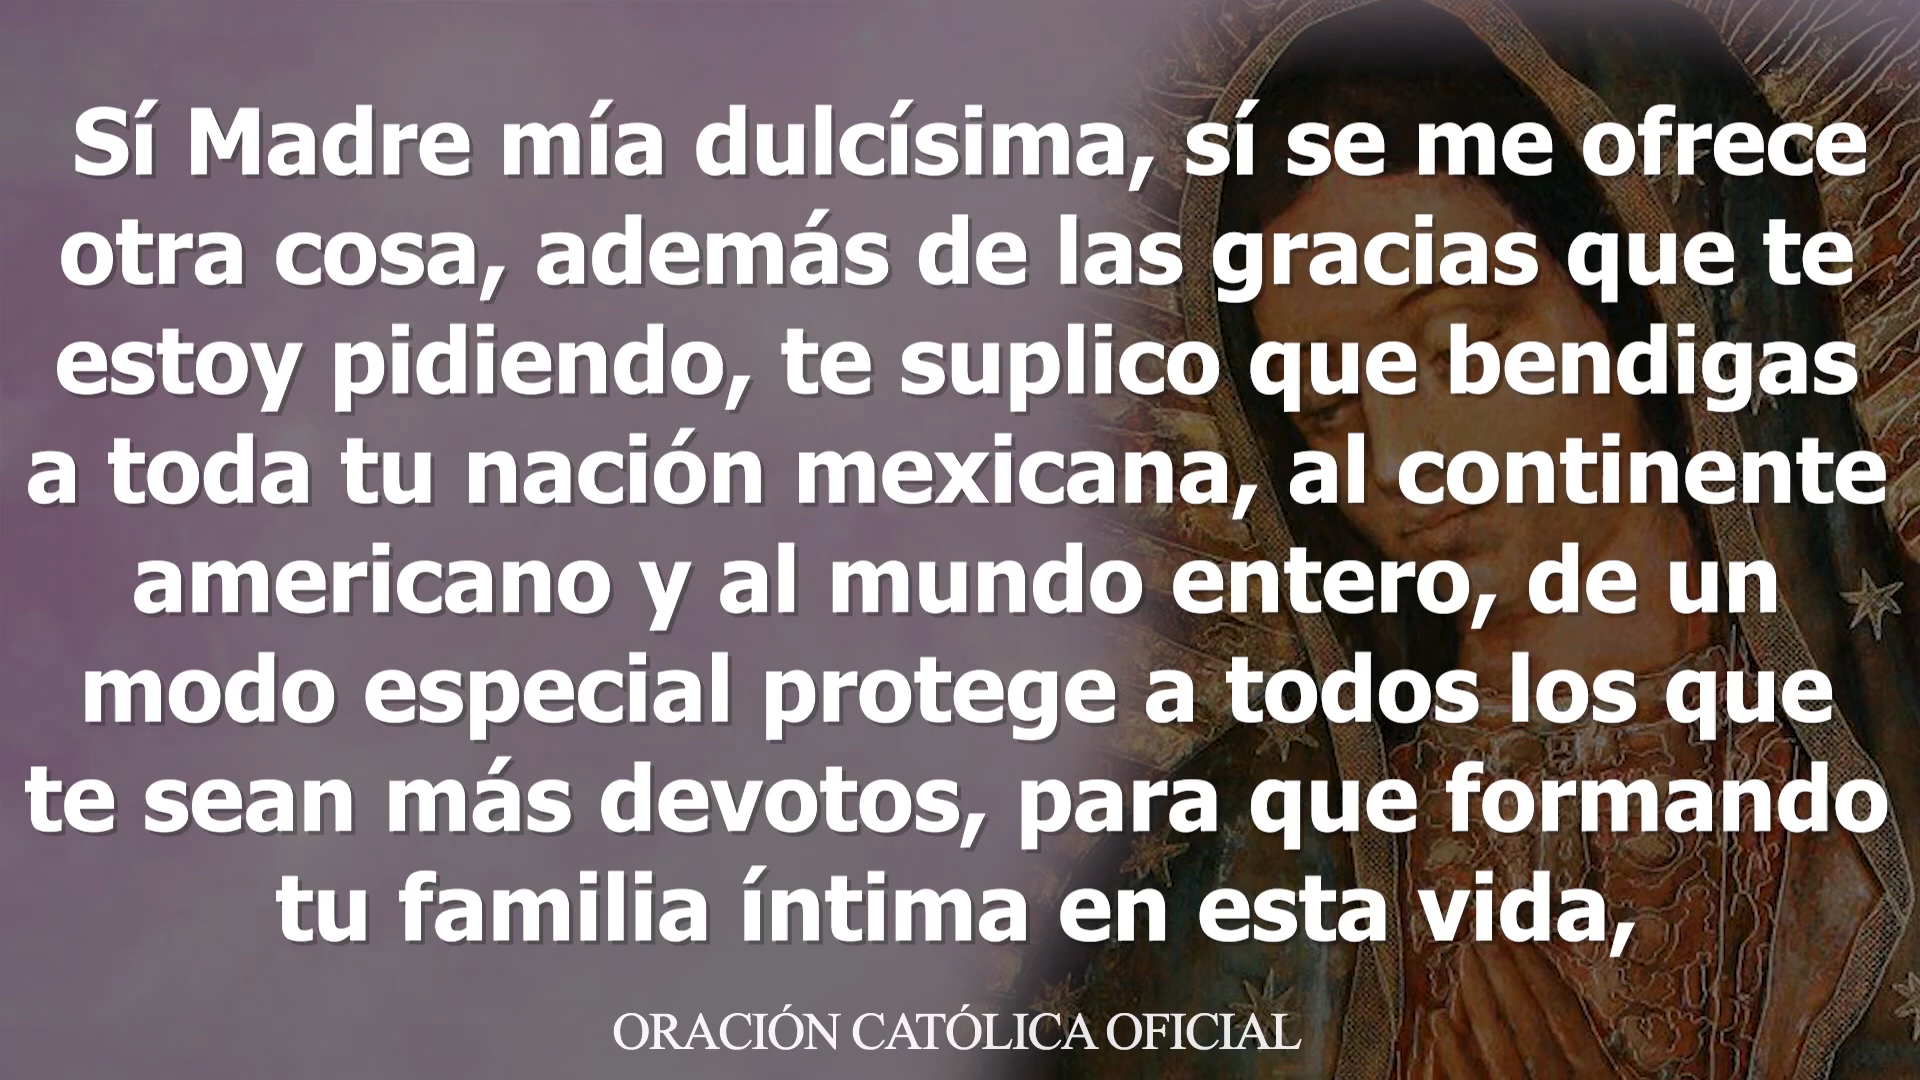 Sí Madre mía dulcísima, sí se me ofrece
otra cosa, además de las gracias que te
estoy pidiendo, te suplico que bendigas
a toda tu nación mexicana, al continente
americano y al mundo entero, de un
modo especial protege a todos los que
te sean más devotos, para que formando
tu familia íntima en esta vida,
ORACIÓN CATÓLICA OFICIAL